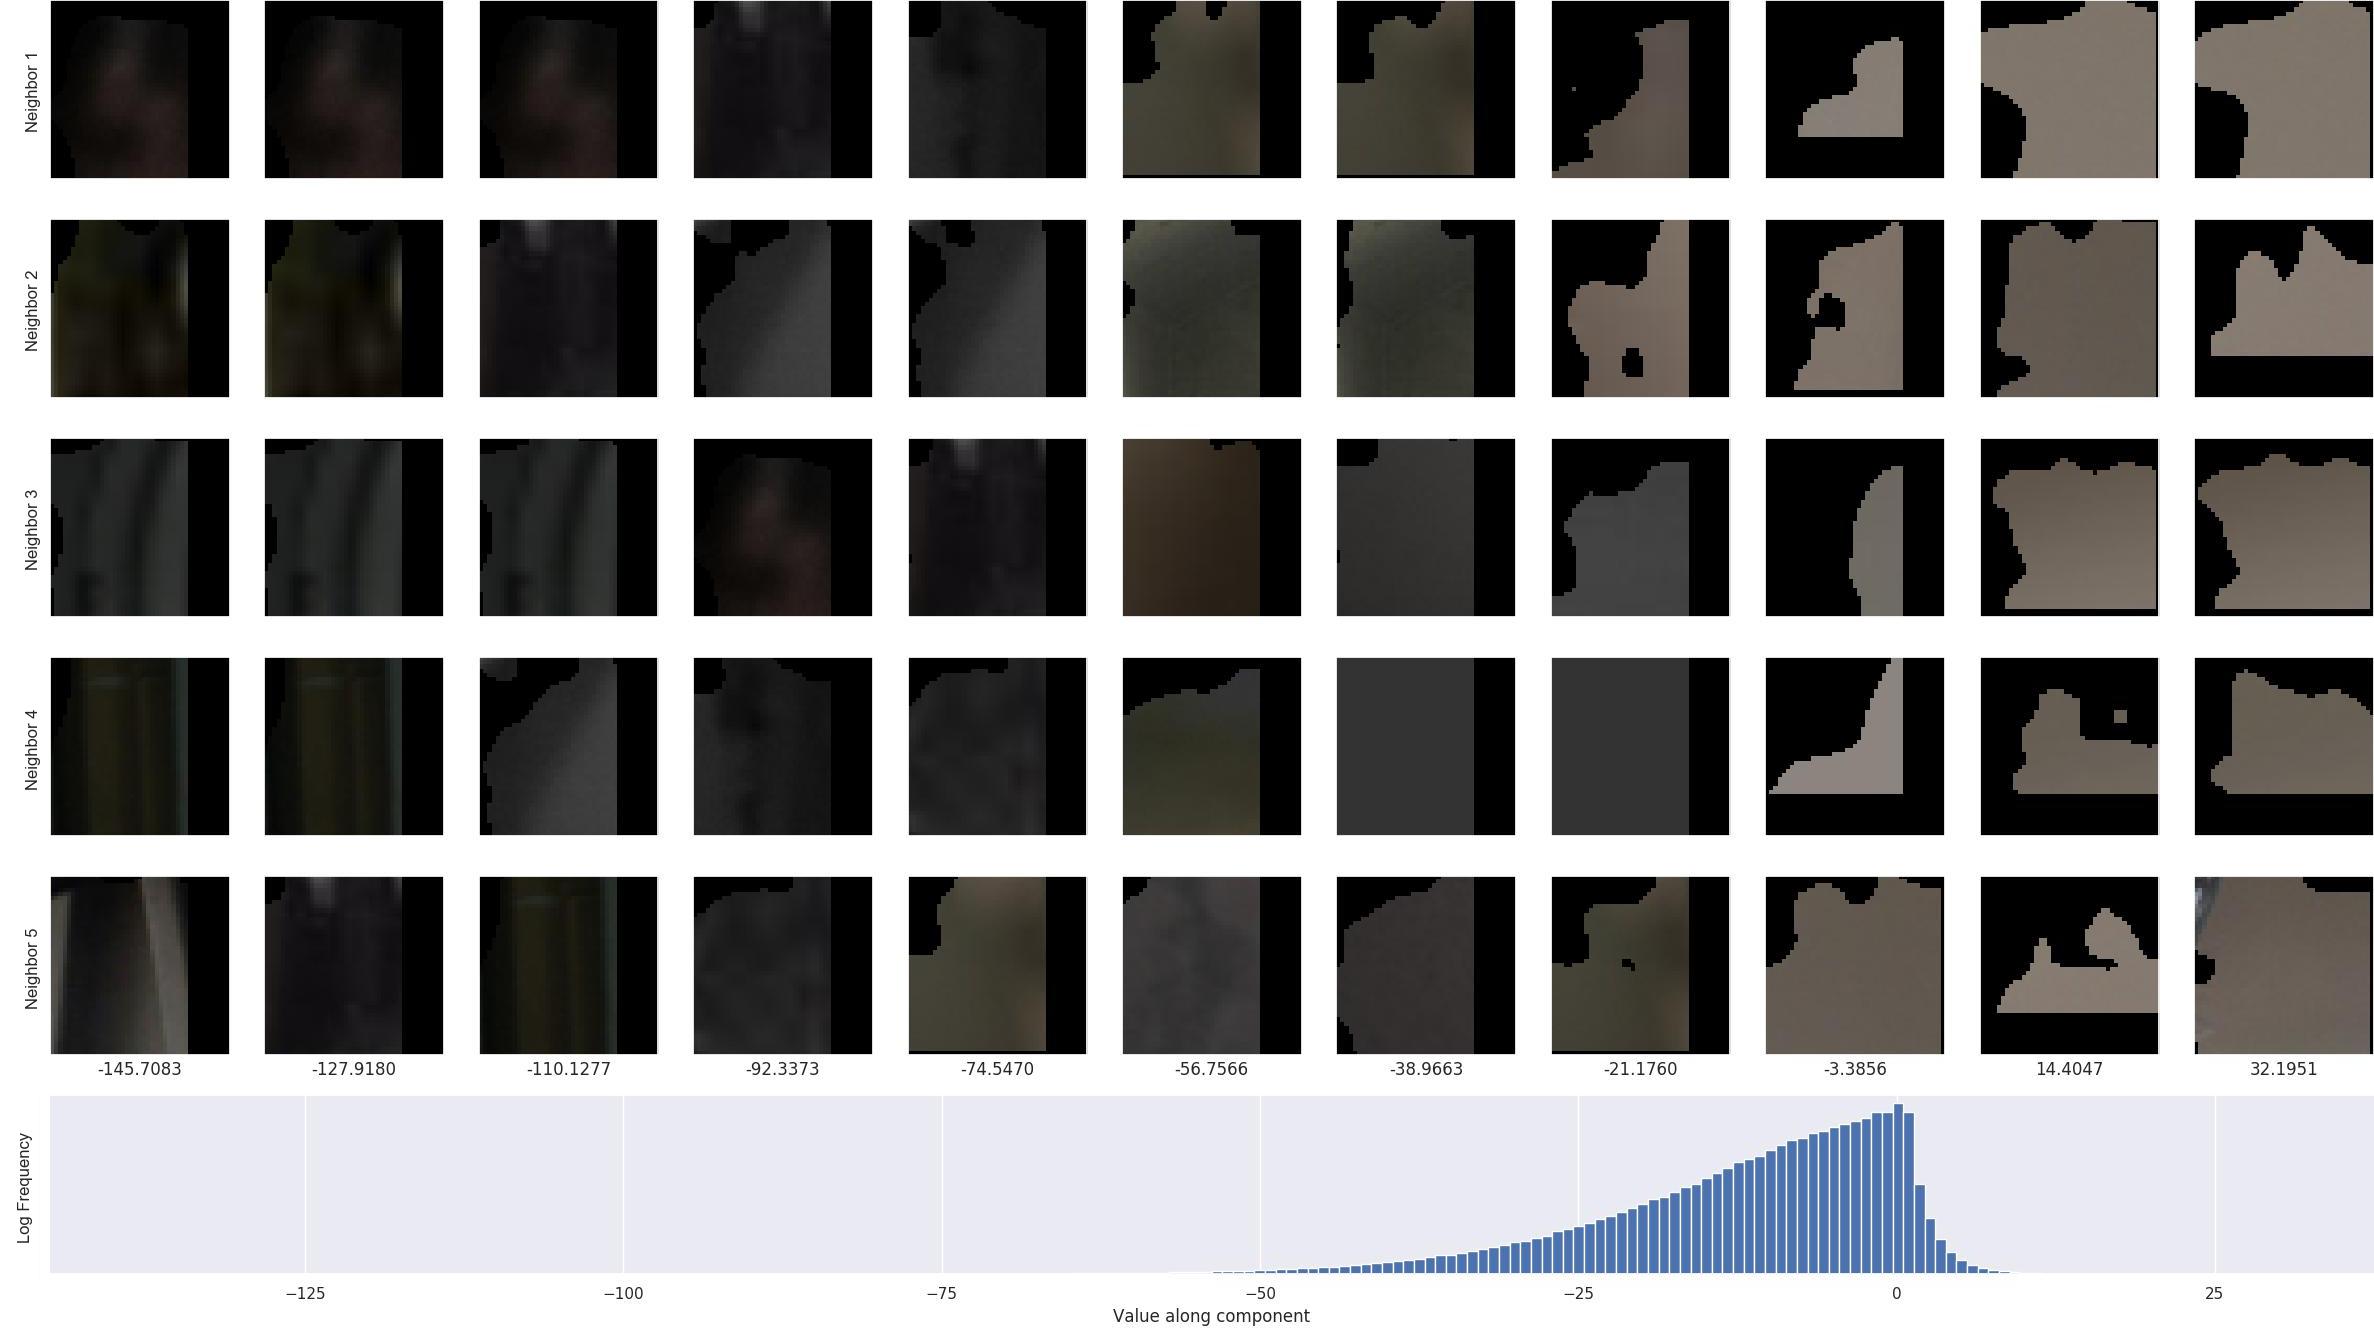 Neighbor 1
Neighbor 2
Neighbor 3
Neighbor 4
Neighbor 5
-145.7083 -127.9180 -110.1277 -92.3373 -74.5470 -56.7566 -38.9663 -21.1760 -3.3856 14.4047 32.1951
Log Frequency
−125 −100 −75 −50 −25 0 25
Value along component